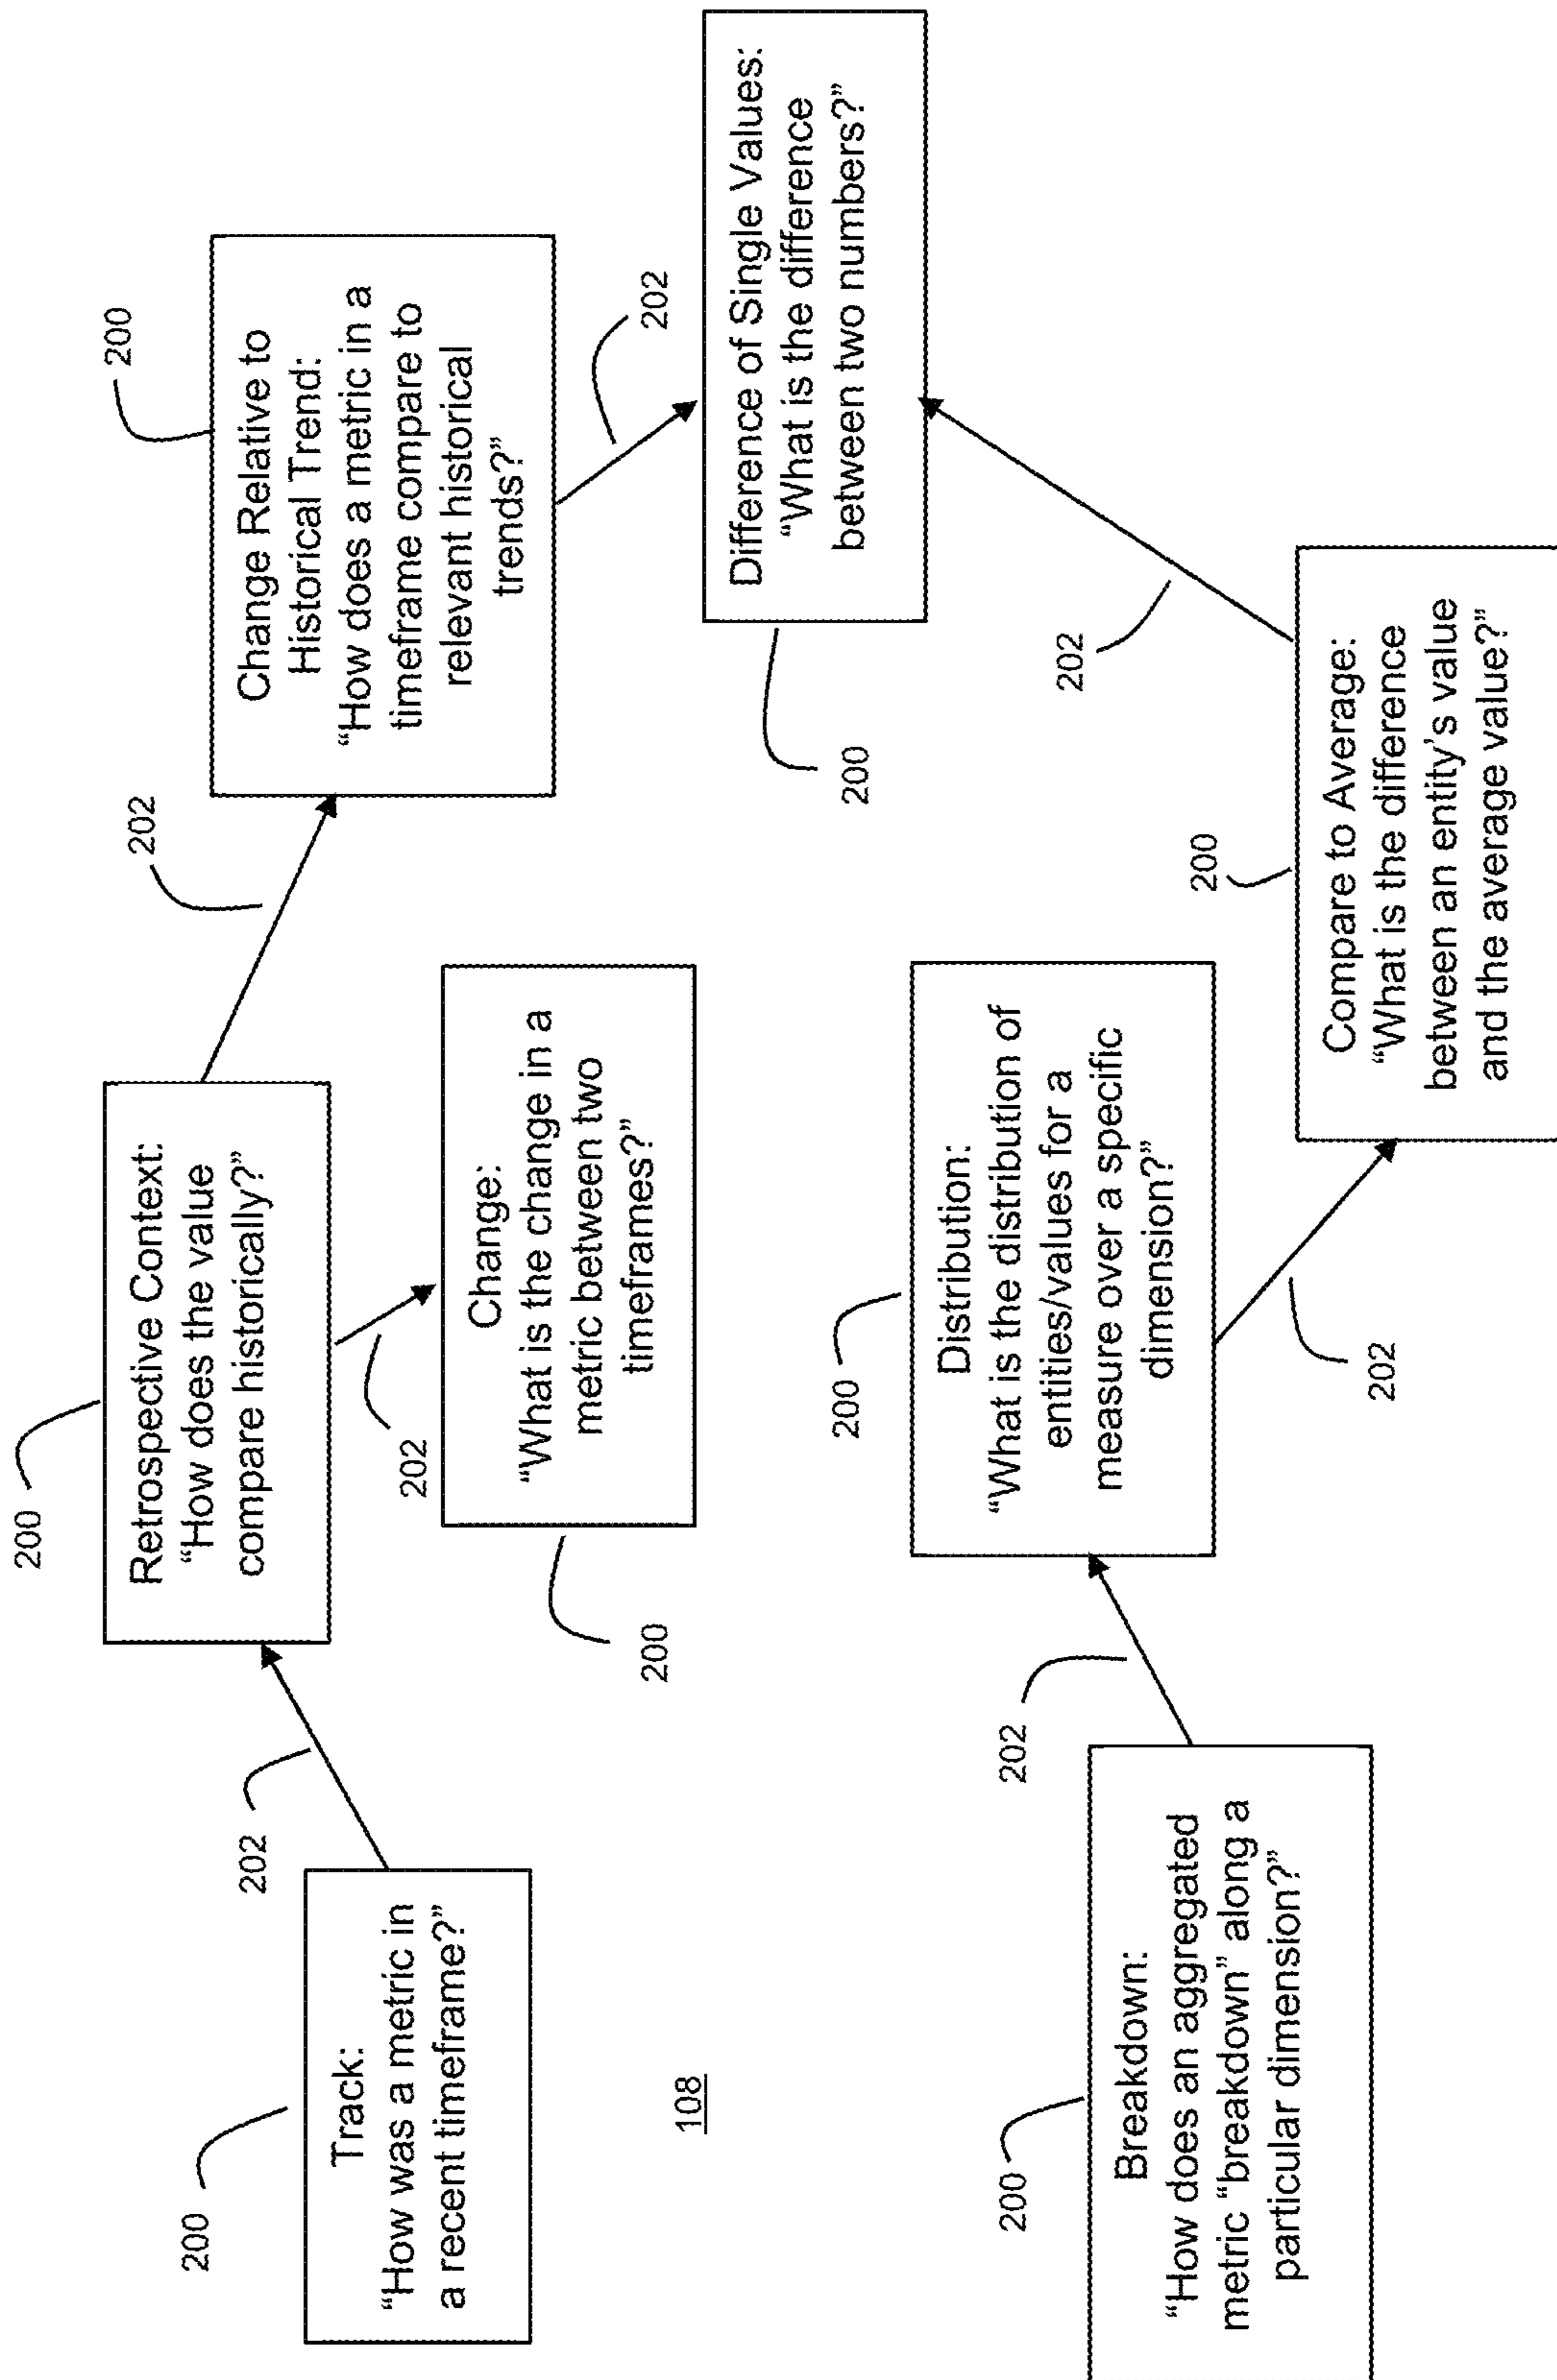 200
Track:
“How was a metric in
a recent timeframe?”
202
200
Retrospective Context:
“How does the value
compare historically?”
202
200
Change:
“What is the change in a
metric between two
timeframes?”
202
200
Change Relative to
Historical Trend:
“How does a metric in a
timeframe compare to
relevant historical
trends?”
202
200
Difference of Single Values:
“What is the difference
between two numbers?”
108
200
Breakdown:
“How does an aggregated
metric “breakdown” along a
particular dimension?”
202
200
Distribution:
“What is the distribution of
entities/values for a
measure over a specific
dimension?”
202
200
Compare to Average:
“What is the difference
between an entity’s value
and the average value?”
202